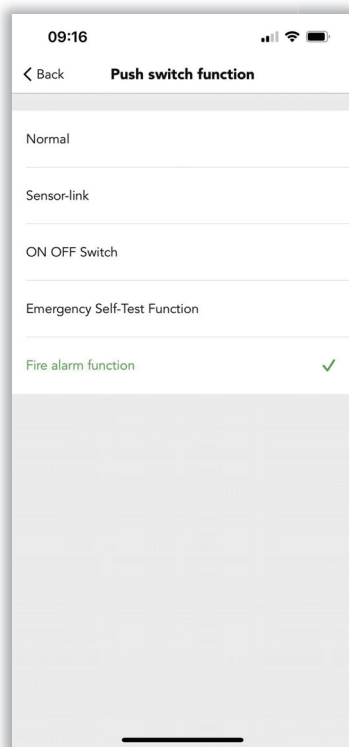 09:16
Back Push switch function
Normal
Sensor-link
ON OFF Switch
Emergency Self-Test Function
Fire alarm function